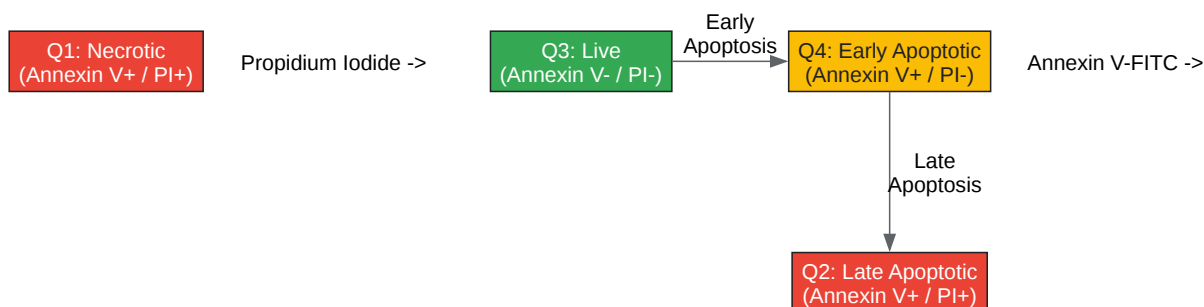 Q1: Necrotic
(Annexin V+ / PI+)
Propidium Iodide ->
Q3: Live
(Annexin V- / PI-)
Early
Apoptosis
Q4: Early Apoptotic
(Annexin V+ / PI-)
Annexin V-FITC ->
Late
Apoptosis
Q2: Late Apoptotic
(Annexin V+ / PI+)